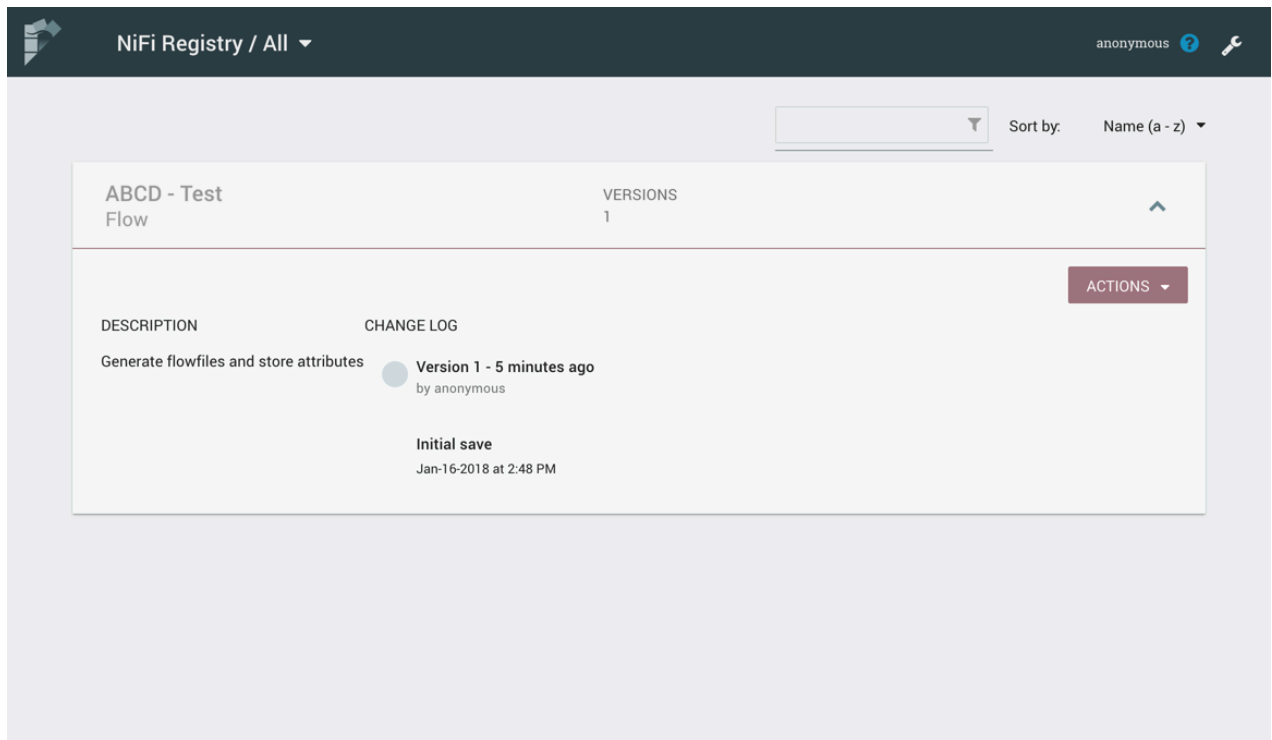 NiFi Registry / All
anonymous ?
Sort by: Name (a - z)
ABCD - Test
Flow
VERSIONS
1
ACTIONS
DESCRIPTION
Generate flowfiles and store attributes
CHANGE LOG
Version 1 - 5 minutes ago
by anonymous
Initial save
Jan-16-2018 at 2:48 PM